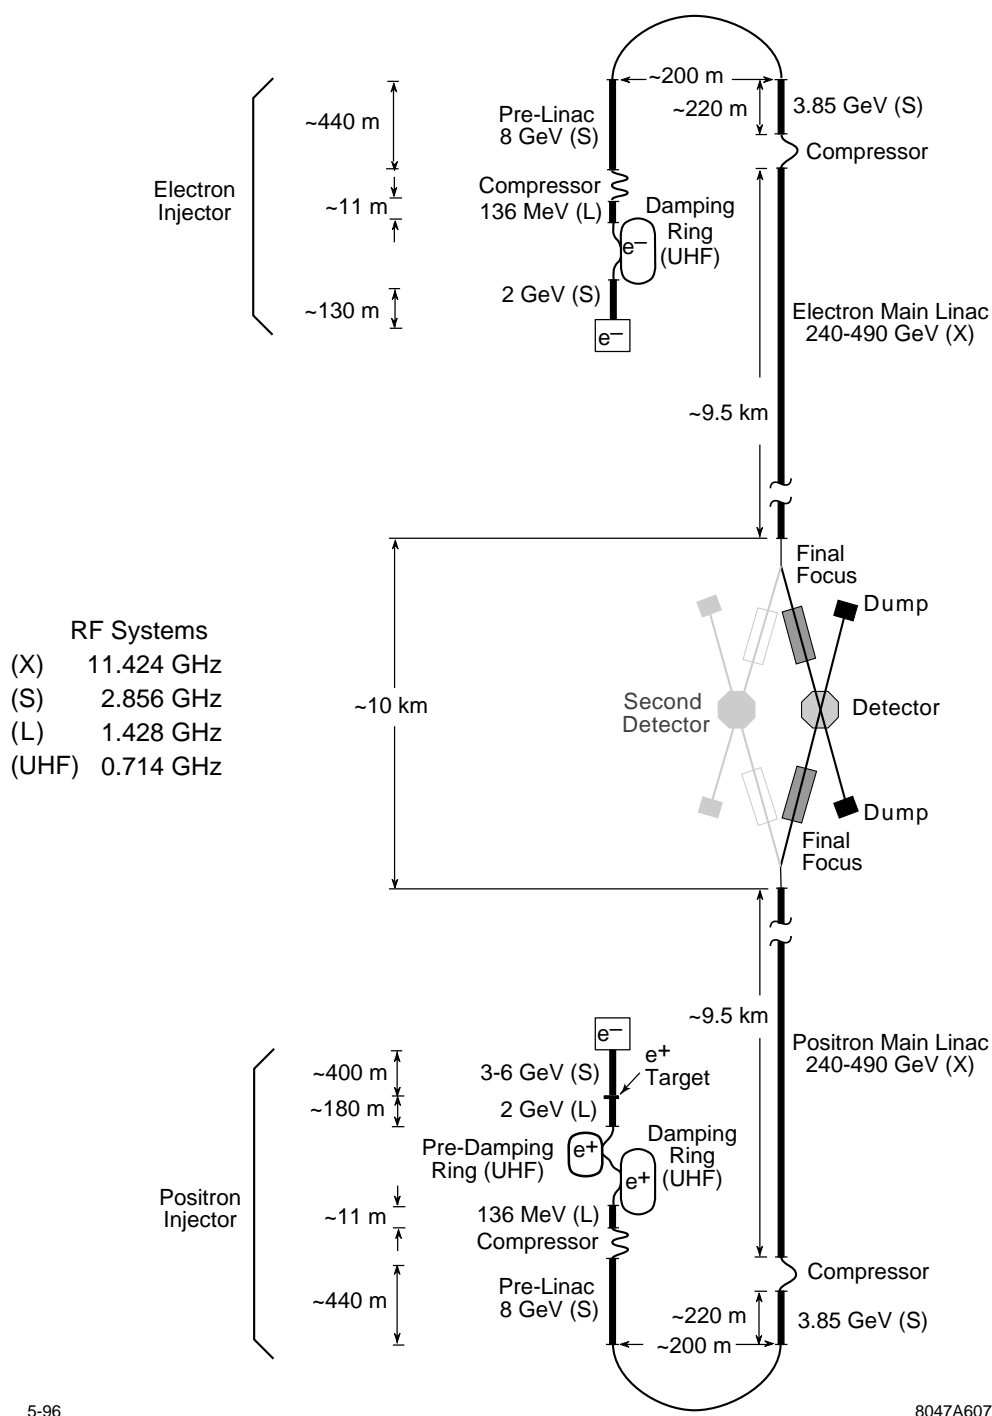 ~200 m
~220 m
3.85 GeV (S)
~440 m
Pre-Linac
8 GeV (S)
Compressor
Electron
Injector
Compressor
~11 m
136 MeV (L)
Damping
Ring
(UHF)
e–
2 GeV (S)
~130 m
e–
Electron Main Linac
240-490 GeV (X)
~9.5 km
Final
Focus
Dump
RF Systems
(X) 11.424 GHz
(S) 2.856 GHz
(L) 1.428 GHz
(UHF) 0.714 GHz
~10 km
Second
Detector
Detector
Dump
Final
Focus
~9.5 km
Positron Main Linac
240-490 GeV (X)
e–
e+
Target
~400 m
3-6 GeV (S)
~180 m
2 GeV (L)
Pre-Damping
Ring (UHF)
e+
Damping
Ring
(UHF)
e+
Positron
Injector
~11 m
136 MeV (L)
Compressor
Compressor
~440 m
Pre-Linac
8 GeV (S)
~220 m
3.85 GeV (S)
~200 m
5-96
8047A607